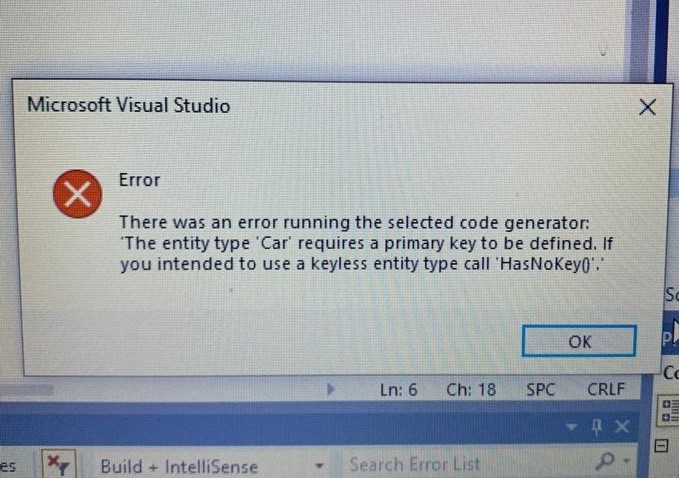 Microsoft Visual Studio
Error
There was an error running the selected code generator:
'The entity type 'Car' requires a primary key to be defined. If
you intended to use a keyless entity type call 'HasNoKey()'.'
OK
Ln: 6 Ch: 18 SPC CRLF
es Build + IntelliSense Search Error List